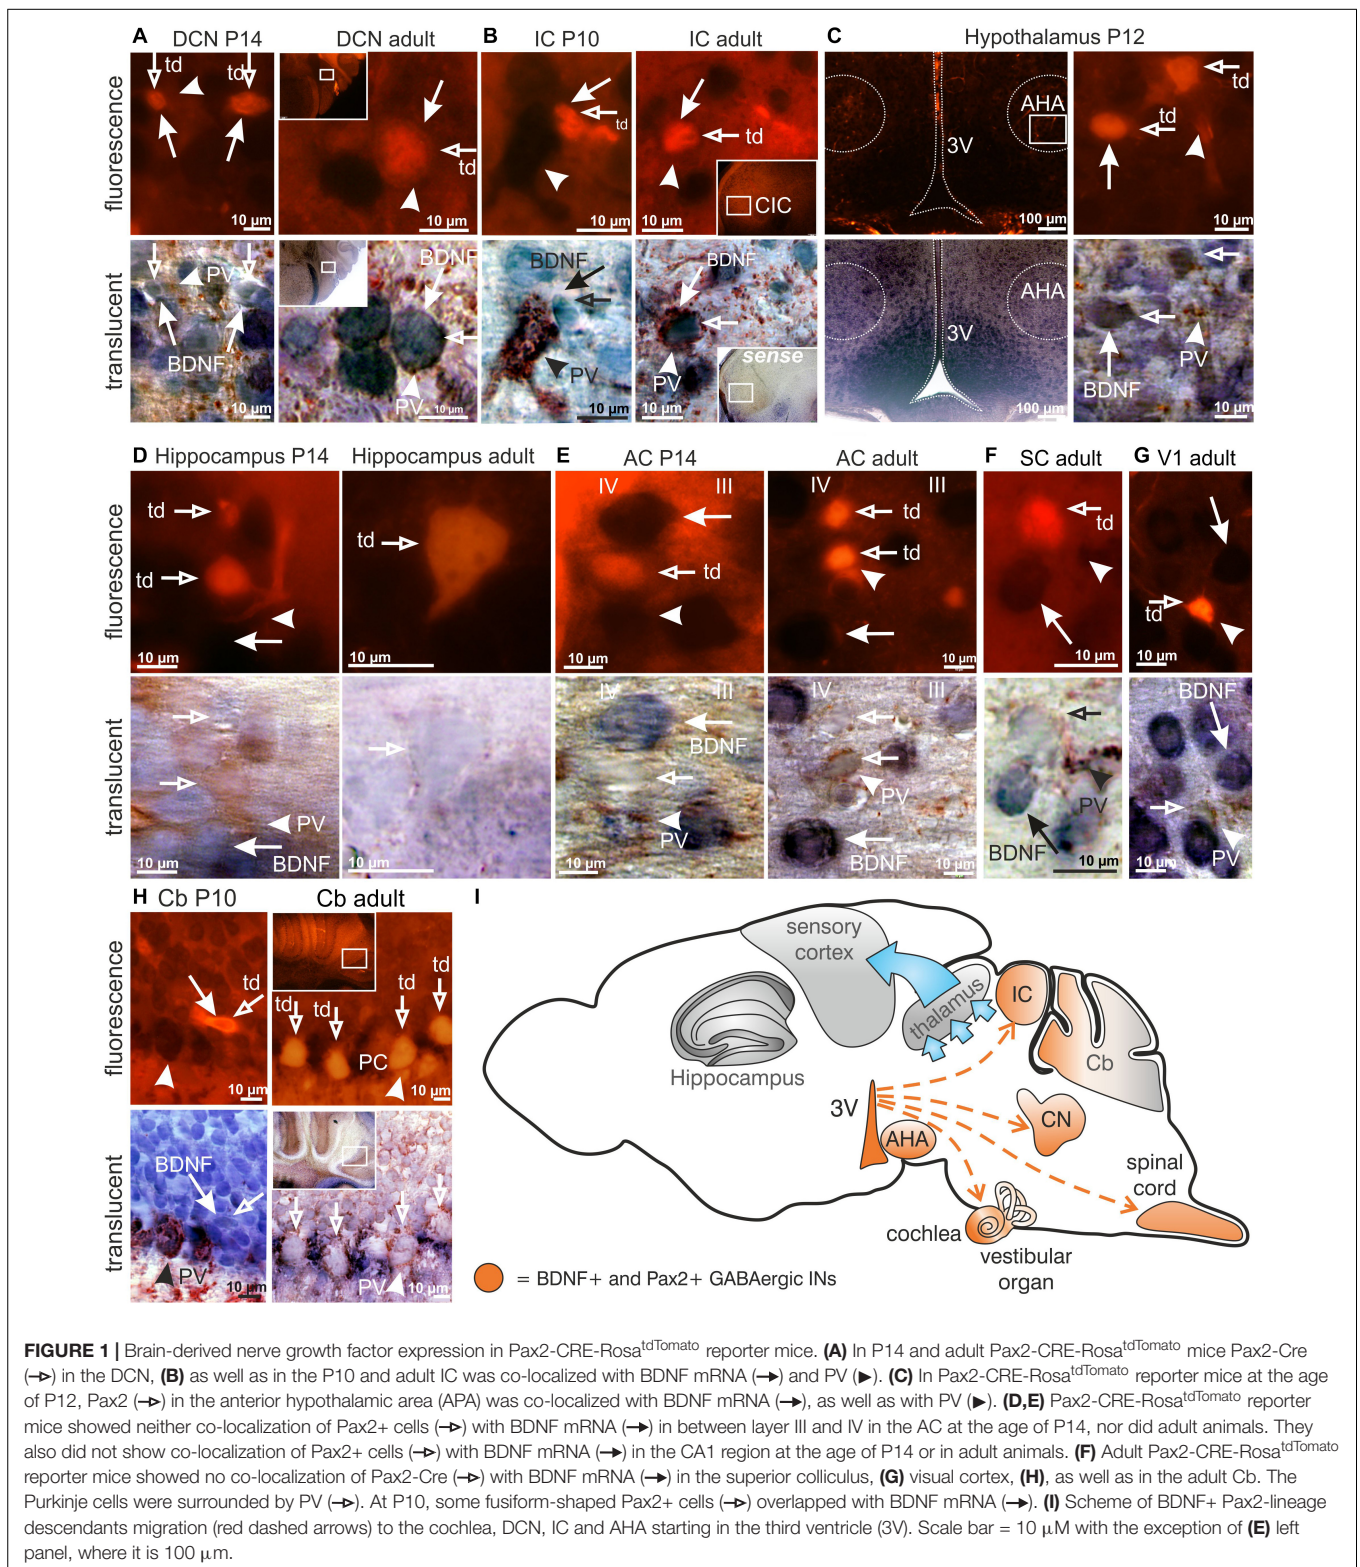 A DCN P14 DCN adult B IC P10 IC adult C Hypothalamus P12
fluorescence
td td
10 µm
td
10 µm
td
10 µm
td
CIC
10 µm
AHA
3V
100 µm
td
td
10 µm
translucent
PV
BDNF
10 µm
BDNF
PV
10 µm
BDNF
PV
10 µm
BDNF
PV
sense
10 µm
AHA
3V
100 µm
PV
BDNF
10 µm
D Hippocampus P14 Hippocampus adult E AC P14 AC adult F SC adult G V1 adult
fluorescence
td
td
10 µm
td
10 µm
IV III
td
10 µm
IV III
td
td
10 µm
td
10 µm
td
10 µm
translucent
PV
BDNF
10 µm
10 µm
IV III
BDNF
PV
10 µm
IV III
PV
BDNF
10 µm
PV
BDNF
10 µm
BDNF
PV
10 µm
H Cb P10 Cb adult I
fluorescence
td
10 µm
td td td td
PC
10 µm
translucent
BDNF
PV
10 µm
PV
10 µm
sensory
cortex
thalamus
IC
Cb
Hippocampus
3V
AHA
CN
spinal
cord
cochlea
vestibular
organ
= BDNF+ and Pax2+ GABAergic INs
FIGURE 1 | Brain-derived nerve growth factor expression in Pax2-CRE-Rosa^tdTomato reporter mice. (A) In P14 and adult Pax2-CRE-Rosa^tdTomato mice Pax2-Cre
(-▷) in the DCN, (B) as well as in the P10 and adult IC was co-localized with BDNF mRNA (→) and PV (▶). (C) In Pax2-CRE-Rosa^tdTomato reporter mice at the age
of P12, Pax2 (-▷) in the anterior hypothalamic area (APA) was co-localized with BDNF mRNA (→), as well as with PV (▶). (D,E) Pax2-CRE-Rosa^tdTomato reporter
mice showed neither co-localization of Pax2+ cells (-▷) with BDNF mRNA (→) in between layer III and IV in the AC at the age of P14, nor did adult animals. They
also did not show co-localization of Pax2+ cells (-▷) with BDNF mRNA (→) in the CA1 region at the age of P14 or in adult animals. (F) Adult Pax2-CRE-Rosa^tdTomato
reporter mice showed no co-localization of Pax2-Cre (-▷) with BDNF mRNA (→) in the superior colliculus, (G) visual cortex, (H), as well as in the adult Cb. The
Purkinje cells were surrounded by PV (-▷). At P10, some fusiform-shaped Pax2+ cells (-▷) overlapped with BDNF mRNA (→). (I) Scheme of BDNF+ Pax2-lineage
descendants migration (red dashed arrows) to the cochlea, DCN, IC and AHA starting in the third ventricle (3V). Scale bar = 10 µM with the exception of (E) left
panel, where it is 100 µm.